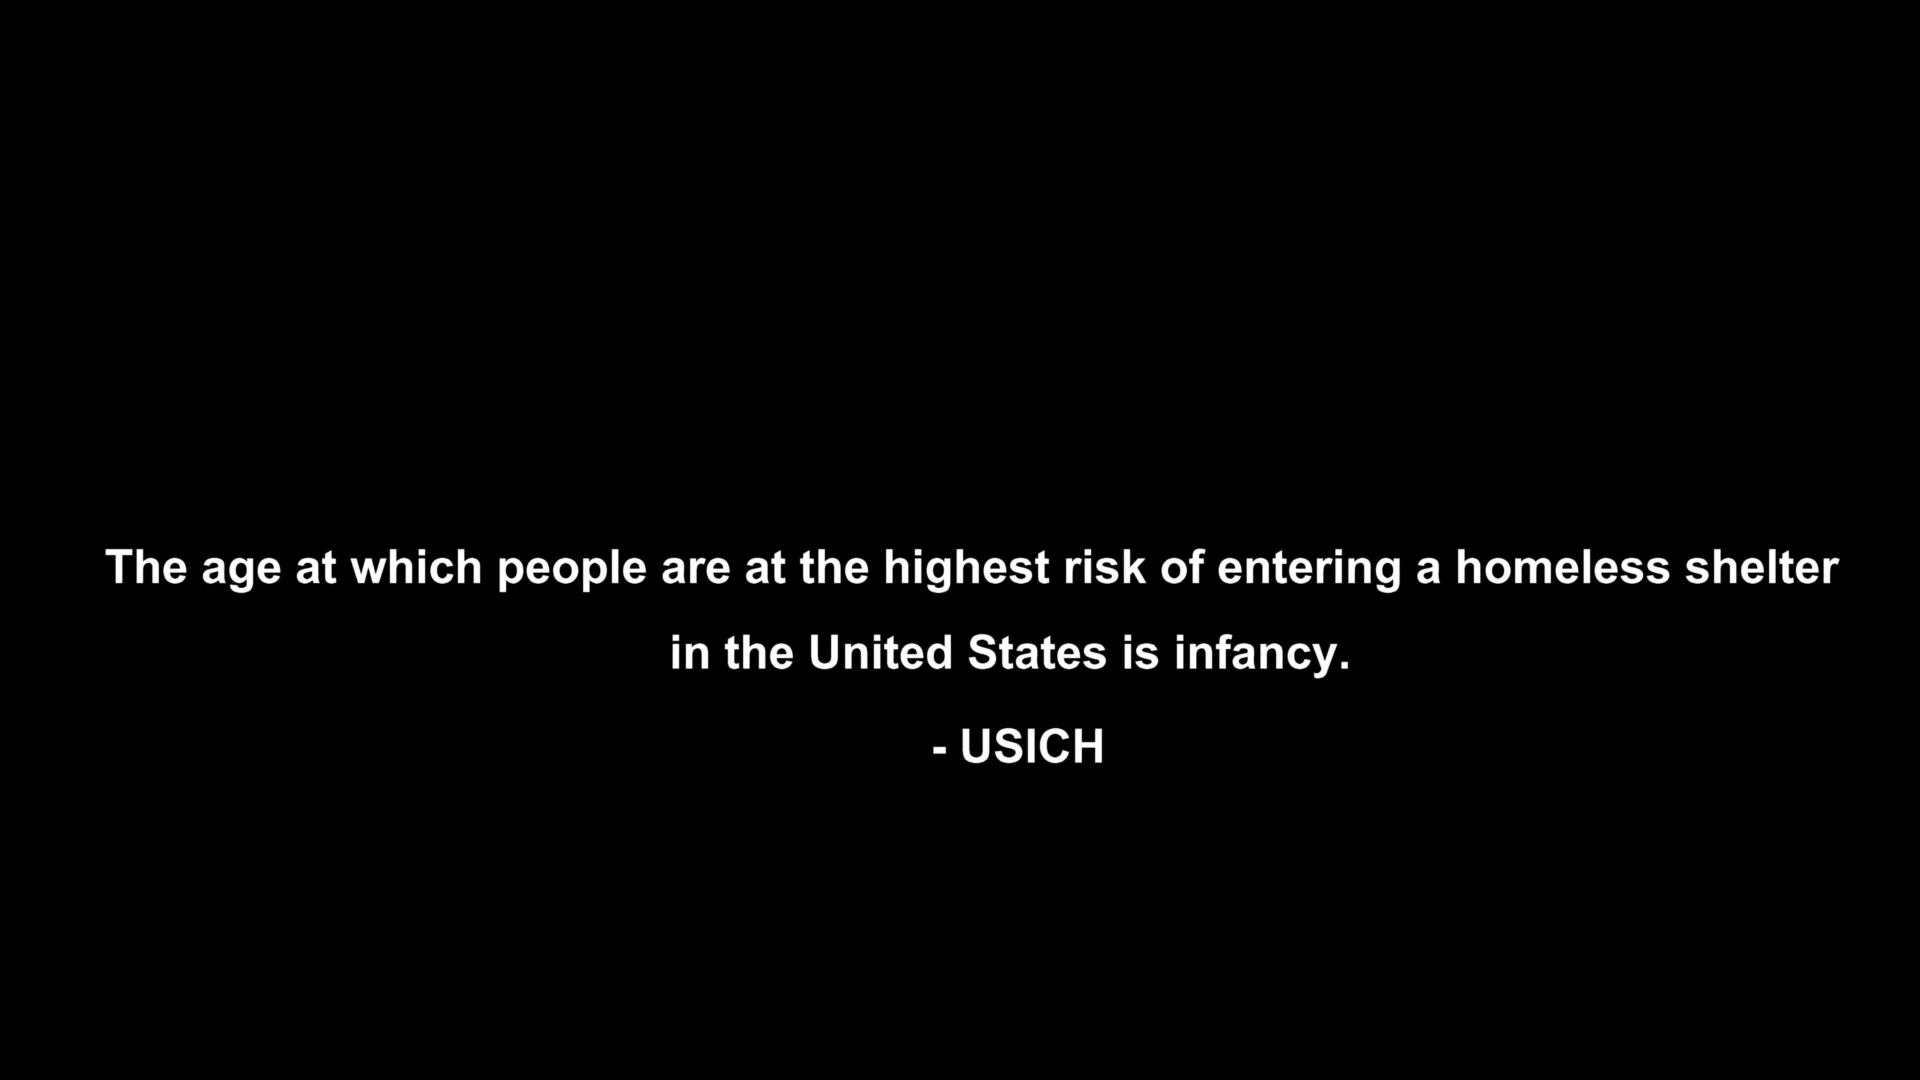 The age at which people are at the highest risk of entering a homeless shelter
in the United States is infancy.
- USICH